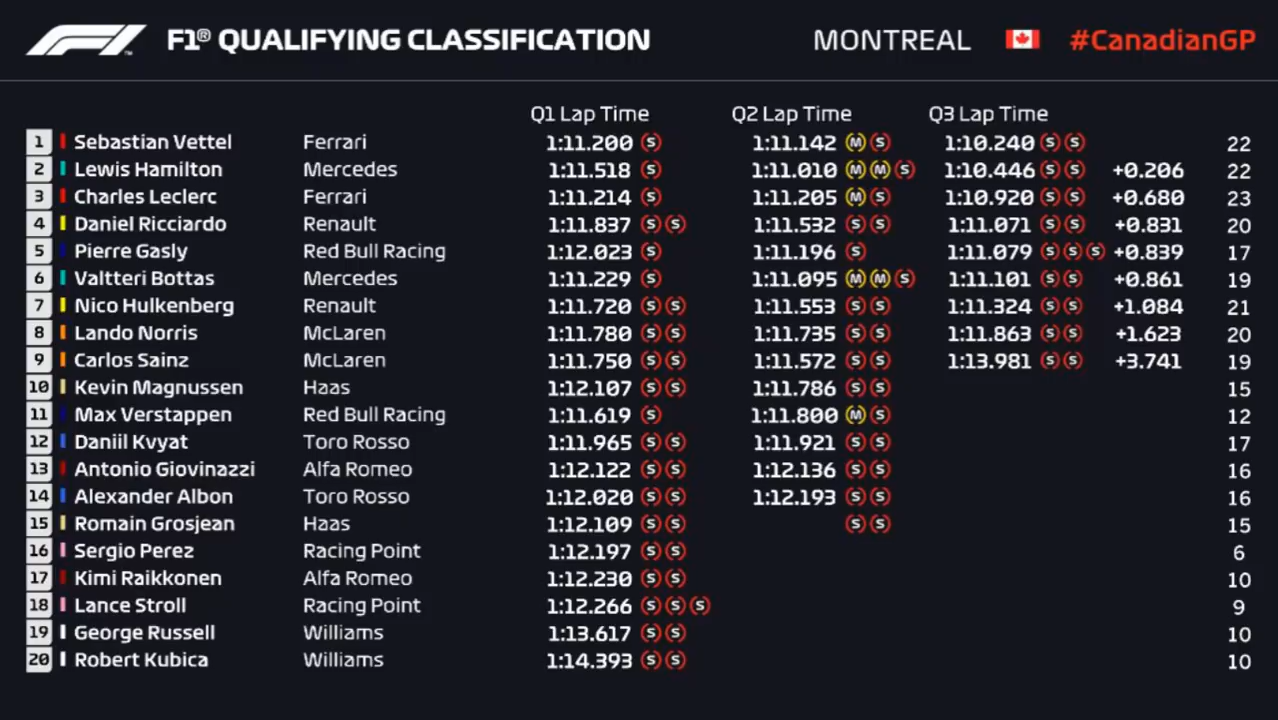 F1® QUALIFYING CLASSIFICATION MONTREAL #CanadianGP
Q1 Lap Time Q2 Lap Time Q3 Lap Time
1 Sebastian Vettel Ferrari 1:11.200 S 1:11.142 M S 1:10.240 S S 22
2 Lewis Hamilton Mercedes 1:11.518 S 1:11.010 M M S 1:10.446 S S +0.206 22
3 Charles Leclerc Ferrari 1:11.214 S 1:11.205 M S 1:10.920 S S +0.680 23
4 Daniel Ricciardo Renault 1:11.837 S S 1:11.532 S S 1:11.071 S S +0.831 20
5 Pierre Gasly Red Bull Racing 1:12.023 S 1:11.196 S 1:11.079 S S S +0.839 17
6 Valtteri Bottas Mercedes 1:11.229 S 1:11.095 M M S 1:11.101 S S +0.861 19
7 Nico Hulkenberg Renault 1:11.720 S S 1:11.553 S S 1:11.324 S S +1.084 21
8 Lando Norris McLaren 1:11.780 S S 1:11.735 S S 1:11.863 S S +1.623 20
9 Carlos Sainz McLaren 1:11.750 S S 1:11.572 S S 1:13.981 S S +3.741 19
10 Kevin Magnussen Haas 1:12.107 S S 1:11.786 S S 15
11 Max Verstappen Red Bull Racing 1:11.619 S 1:11.800 M S 12
12 Daniil Kvyat Toro Rosso 1:11.965 S S 1:11.921 S S 17
13 Antonio Giovinazzi Alfa Romeo 1:12.122 S S 1:12.136 S S 16
14 Alexander Albon Toro Rosso 1:12.020 S S 1:12.193 S S 16
15 Romain Grosjean Haas 1:12.109 S S S S 15
16 Sergio Perez Racing Point 1:12.197 S S 6
17 Kimi Raikkonen Alfa Romeo 1:12.230 S S 10
18 Lance Stroll Racing Point 1:12.266 S S S 9
19 George Russell Williams 1:13.617 S S 10
20 Robert Kubica Williams 1:14.393 S S 10